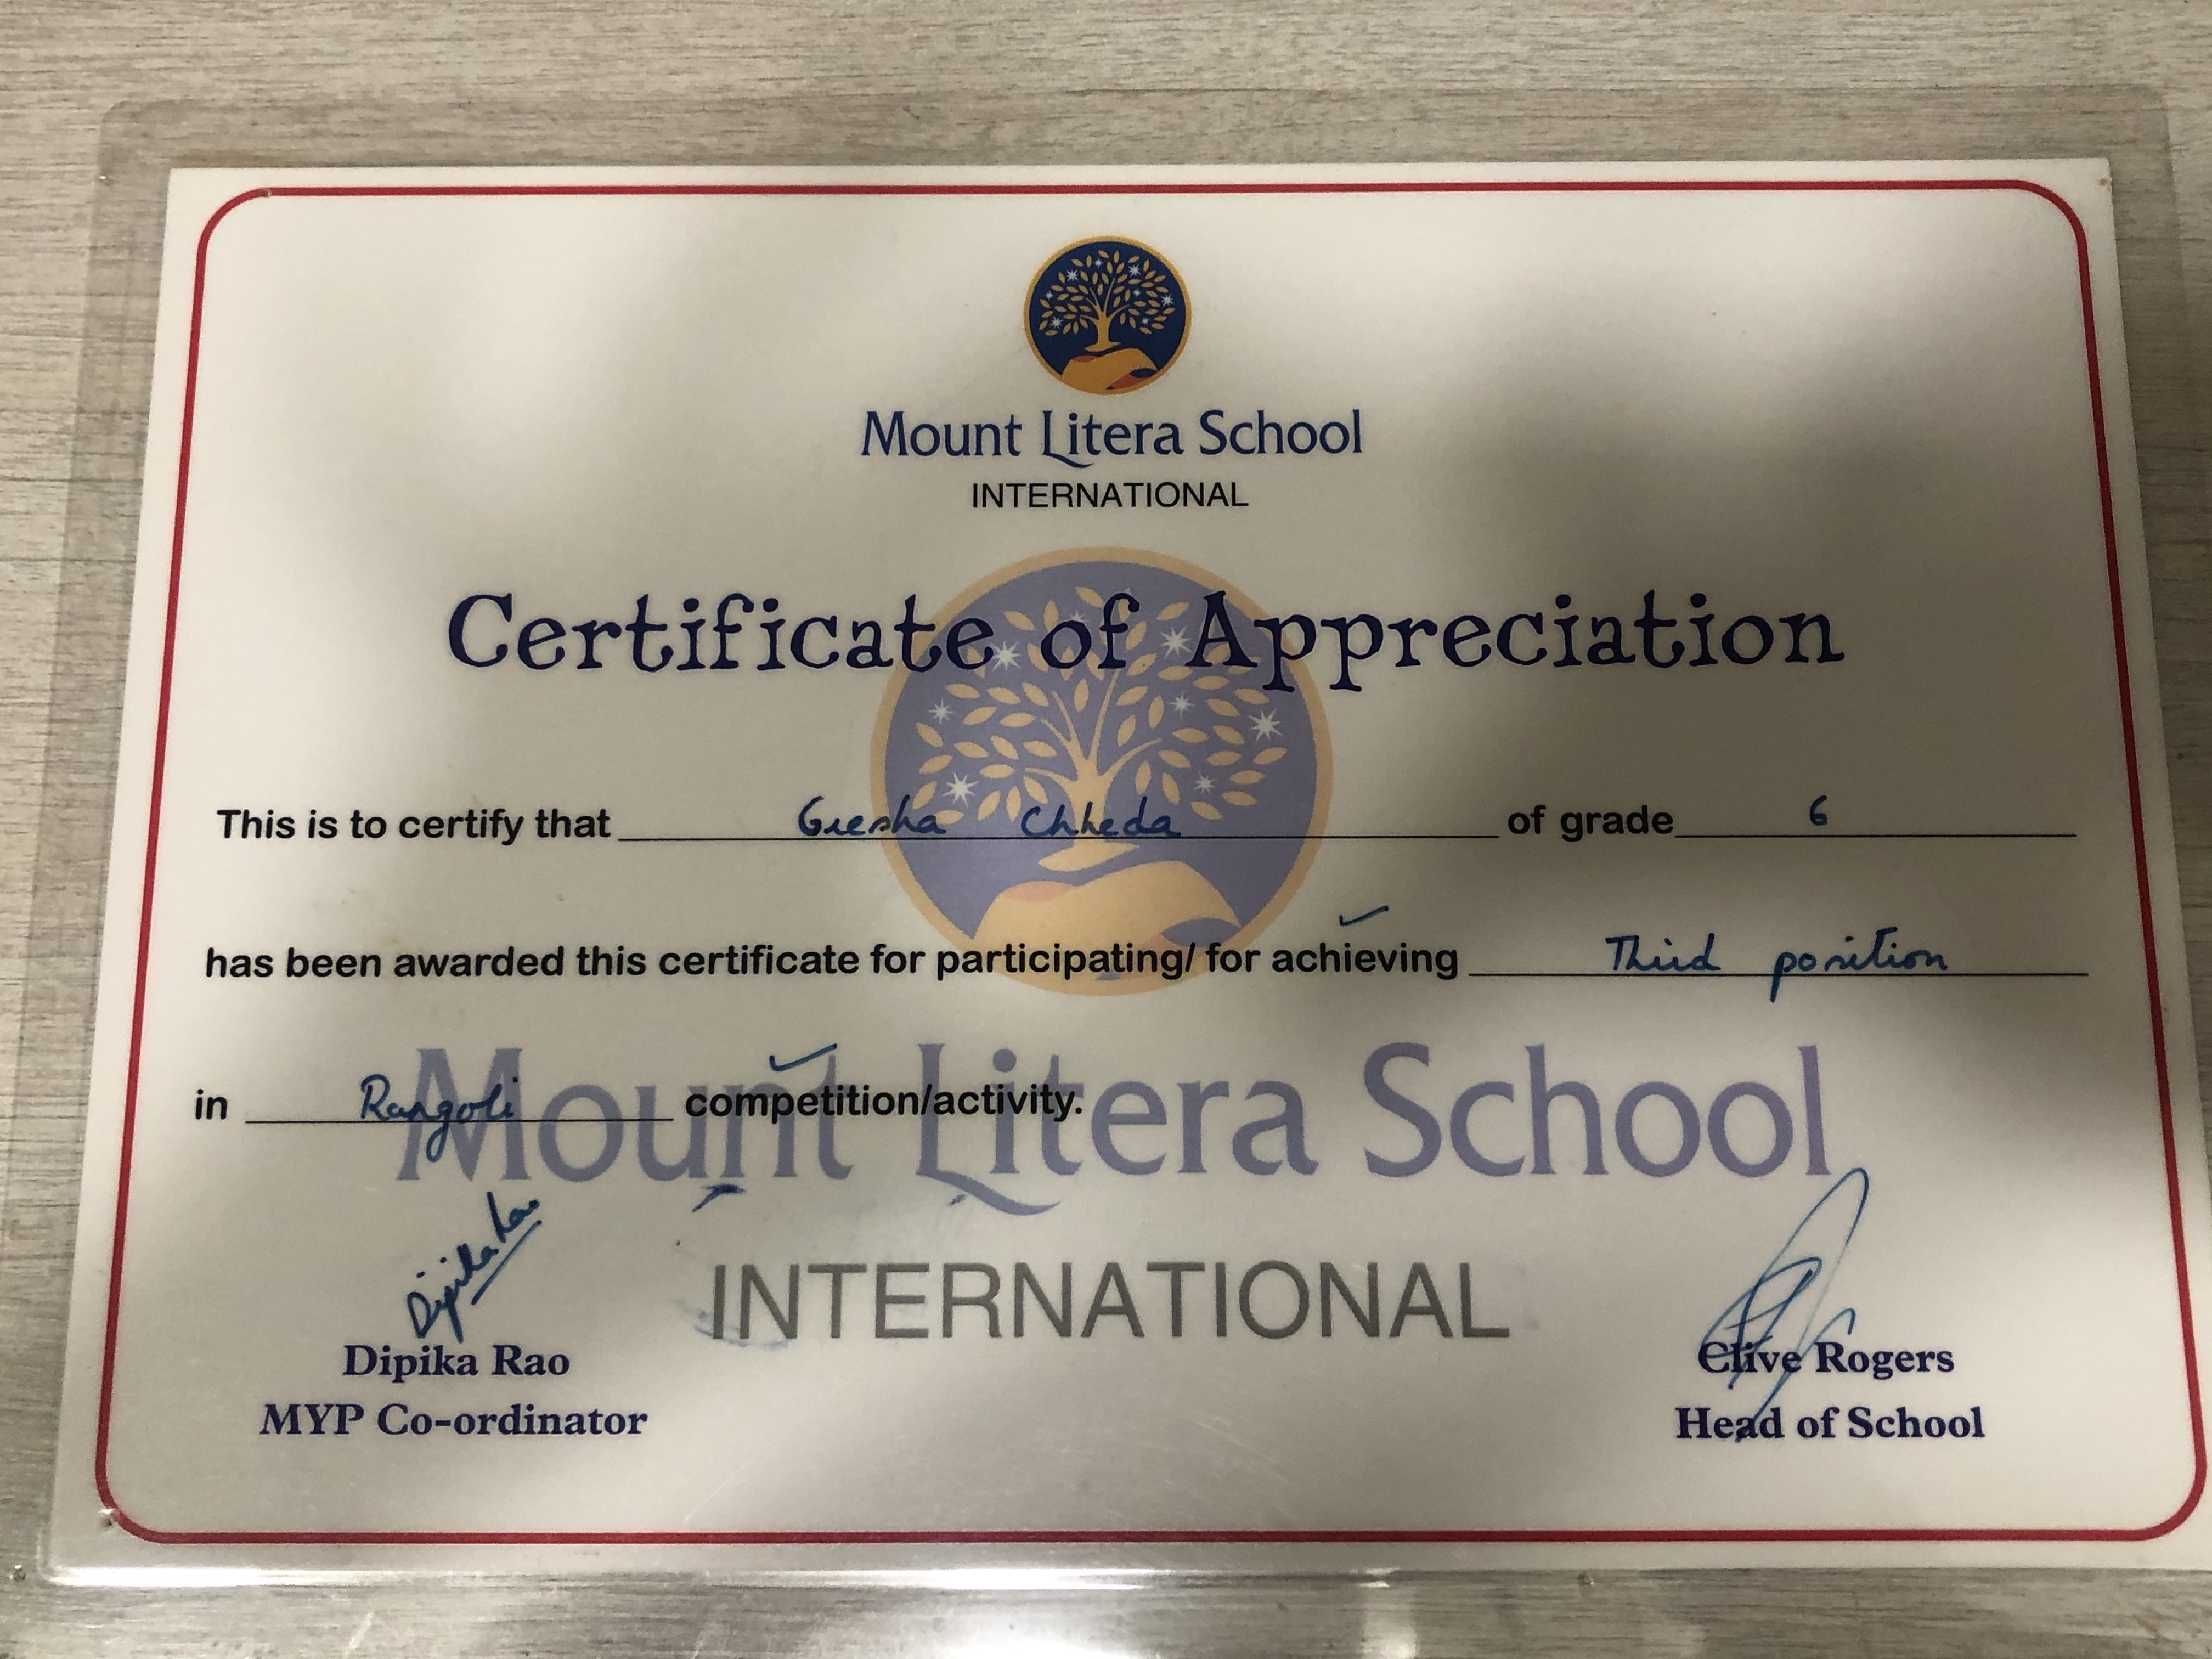 Mount Litera School
INTERNATIONAL
Certificate of Appreciation
This is to certify that Giesha Chheda of grade 6
has been awarded this certificate for participating/ for achieving Third position
in Rangoli competition/activity.
Mount Litera School
INTERNATIONAL
Dipika Rao
Dipika Rao
MYP Co-ordinator
Clive Rogers
Head of School